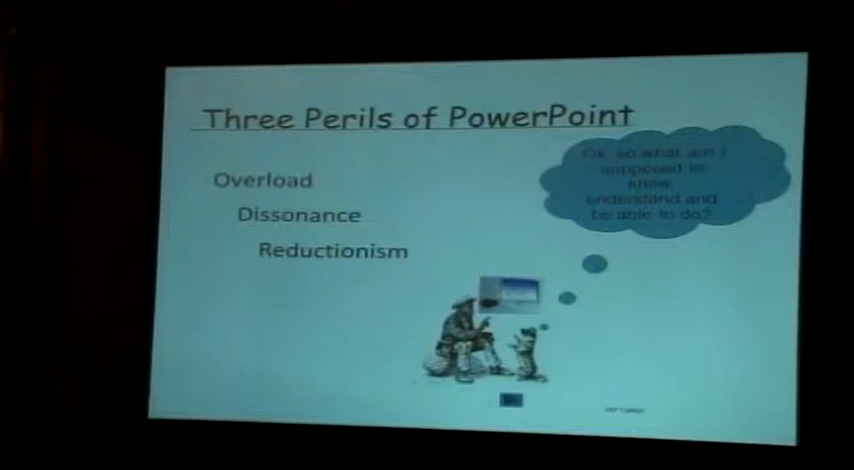 Three Perils of PowerPoint
Ok, so what am I
supposed to
know,
understand and
be able to do?
Overload
Dissonance
Reductionism